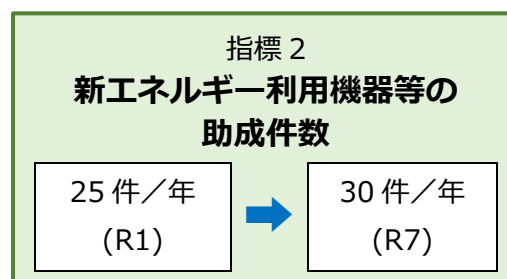 指標 2
新エネルギー利用機器等の
助成件数
25 件／年
(R1)
30 件／年
(R7)